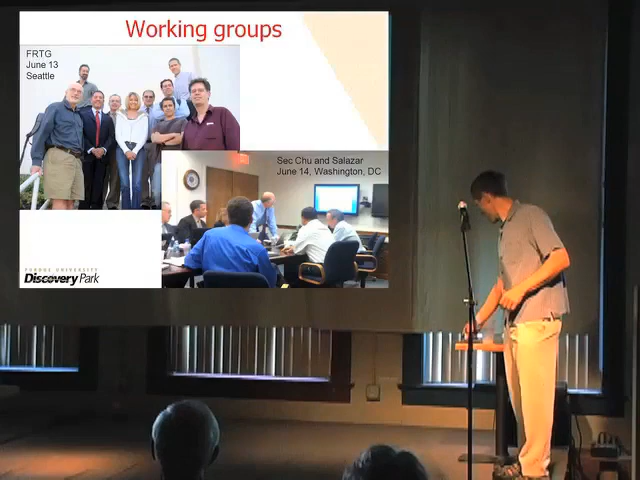 Working groups
FRTG
June 13
Seattle
Sec Chu and Salazar
June 14, Washington, DC
PURDUE UNIVERSITY
Discovery Park